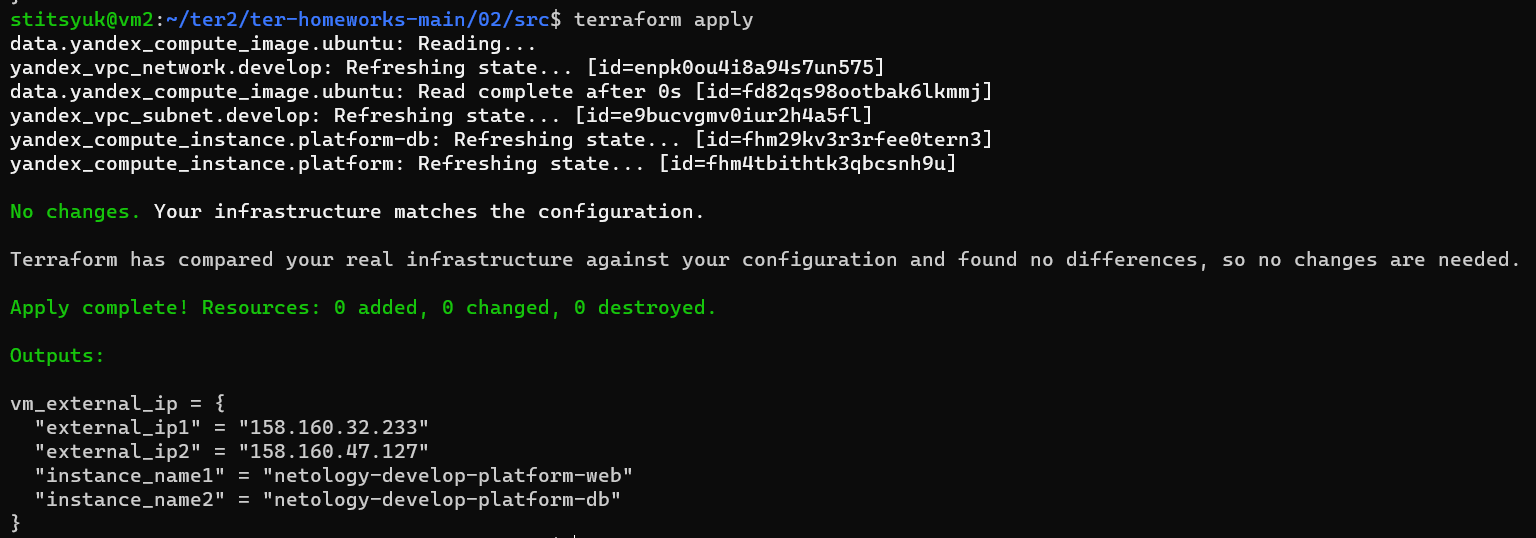 stitsyuk@vm2:~/ter2/ter-homeworks-main/02/src$ terraform apply
data.yandex_compute_image.ubuntu: Reading...
yandex_vpc_network.develop: Refreshing state... [id=enpk0ou4i8a94s7un575]
data.yandex_compute_image.ubuntu: Read complete after 0s [id=fd82qs98ootbak6lkmmj]
yandex_vpc_subnet.develop: Refreshing state... [id=e9bucvgmv0iur2h4a5fl]
yandex_compute_instance.platform-db: Refreshing state... [id=fhm29kv3r3rfee0tern3]
yandex_compute_instance.platform: Refreshing state... [id=fhm4tbithtk3qbcsnh9u]
No changes. Your infrastructure matches the configuration.
Terraform has compared your real infrastructure against your configuration and found no differences, so no changes are needed.
Apply complete! Resources: 0 added, 0 changed, 0 destroyed.
Outputs:
vm_external_ip = {
  "external_ip1" = "158.160.32.233"
  "external_ip2" = "158.160.47.127"
  "instance_name1" = "netology-develop-platform-web"
  "instance_name2" = "netology-develop-platform-db"
}